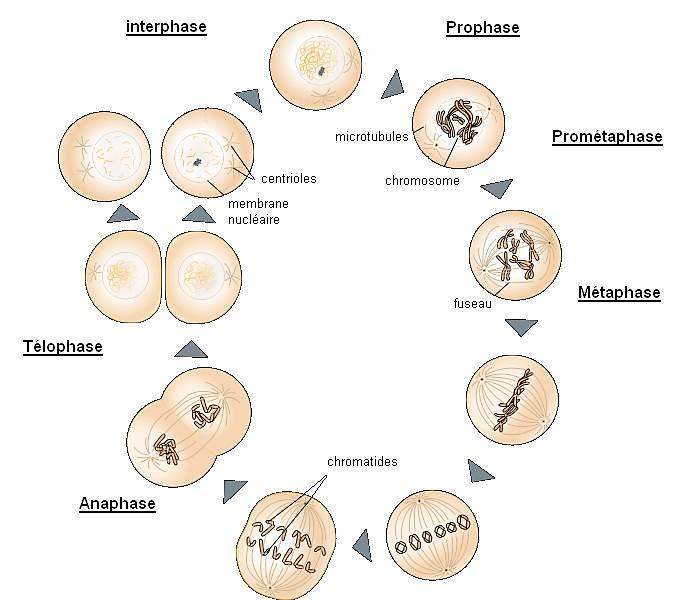 interphase
Prophase
microtubules
Prométaphase
chromosome
centrioles
membrane
nucléaire
Métaphase
fuseau
Télophase
chromatides
Anaphase